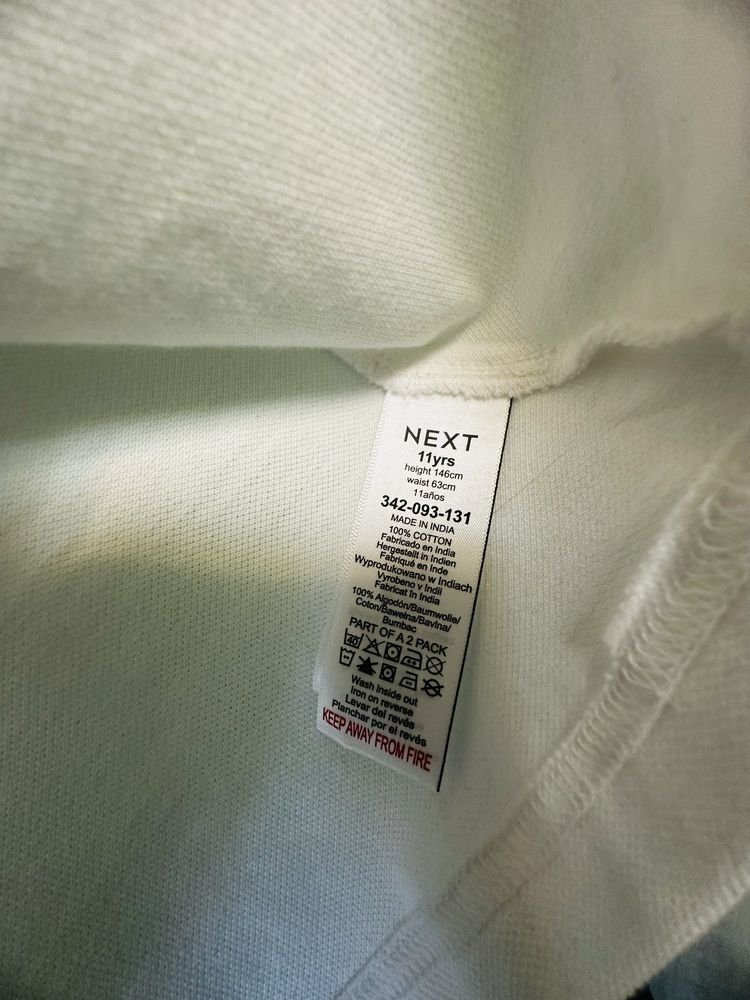 NEXT
11yrs
height 146cm
waist 63cm
11años
342-093-131
MADE IN INDIA
100% COTTON
Fabricado en India
Hergestellt in Indien
Fabriqué en Inde
Wyprodukowano w Indiach
Vyrobeno v Indii
Fabricat în India
100% Algodón/Baumwolle/
Coton/Bawełna/Bavlna/
Bumbac
PART OF A 2 PACK
40
Wash inside out
Iron on reverse
Lavar del revés
Planchar por el revés
KEEP AWAY FROM FIRE